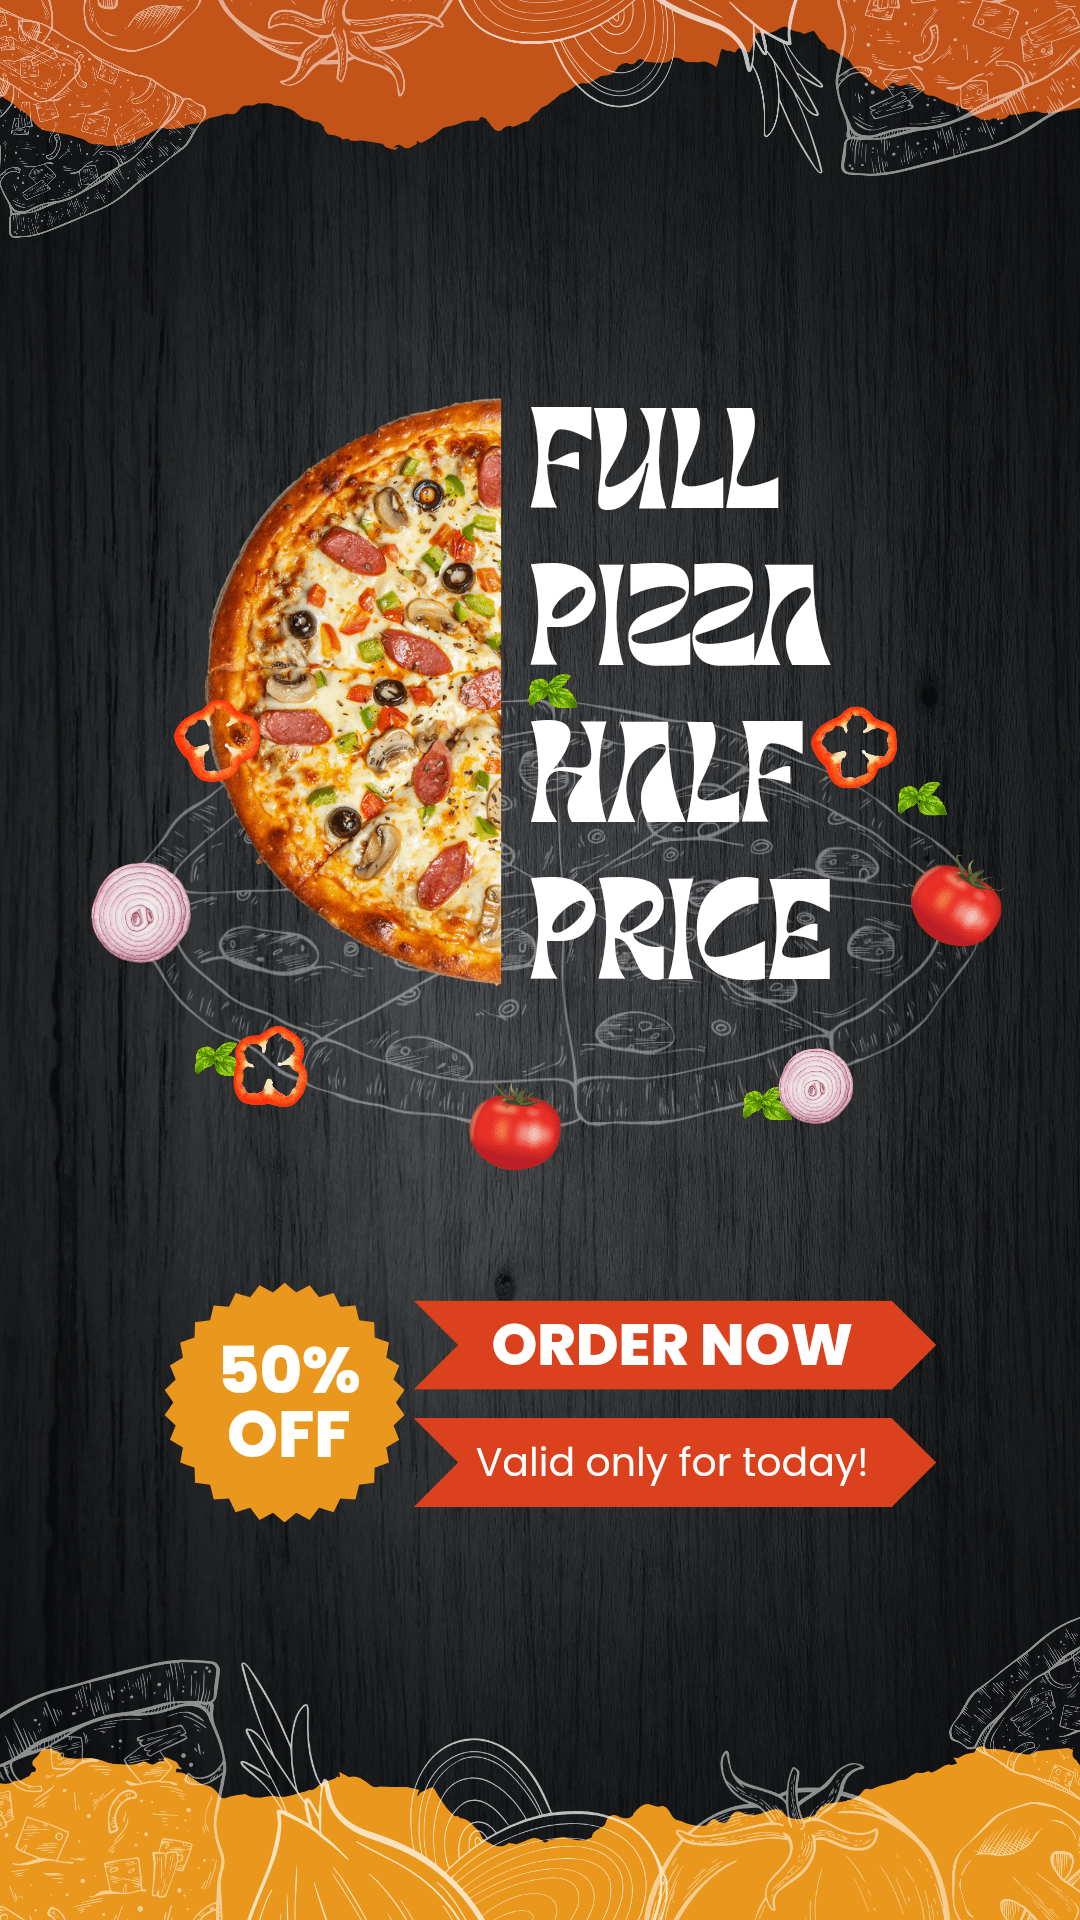 FULL
PIZZA
HALF
PRICE
50%
OFF
ORDER NOW
Valid only for today!